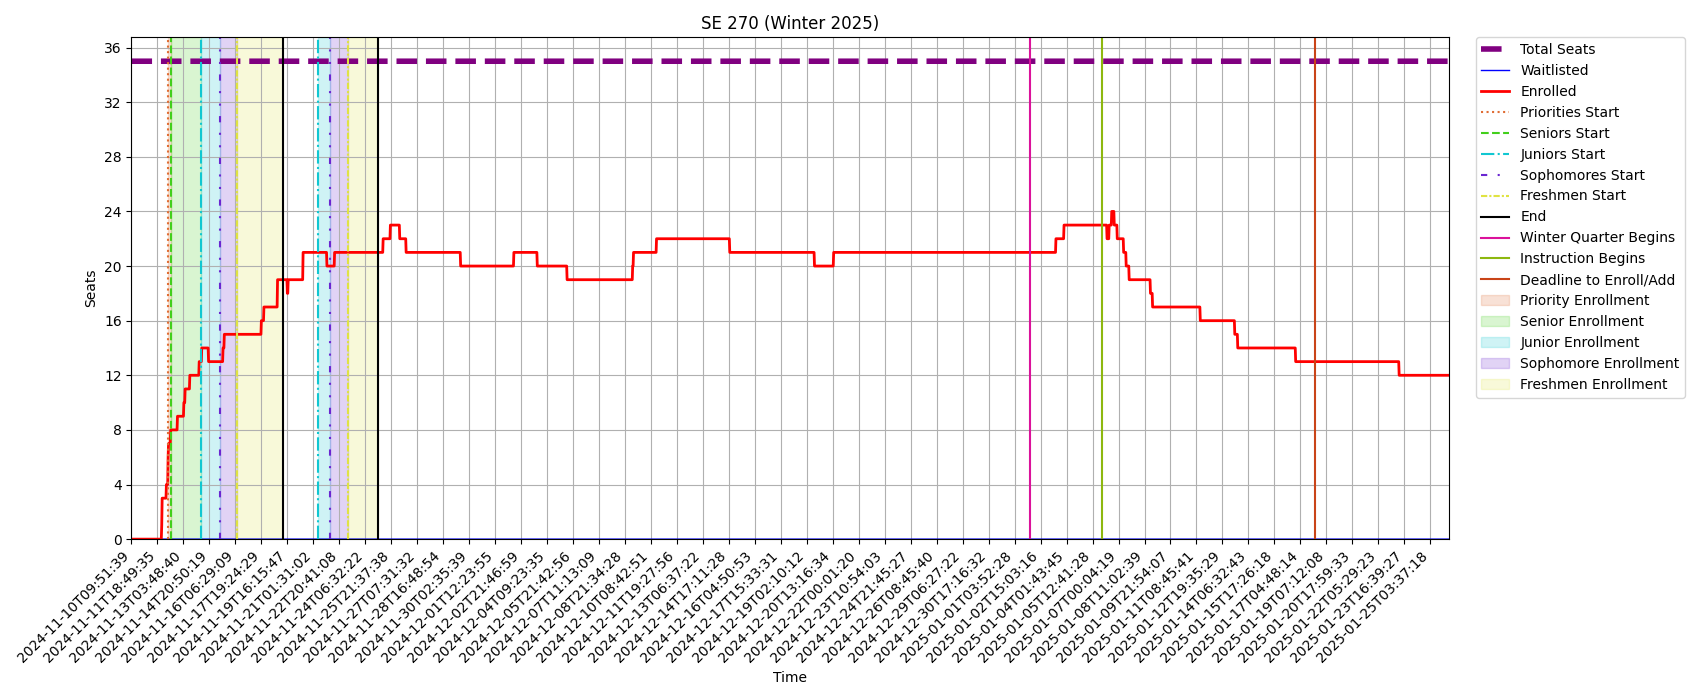 SE 270 (Winter 2025)
Seats
36
32
28
24
20
16
12
8
4
0
2024-11-10T09:51:39
2024-11-11T18:49:35
2024-11-13T03:48:40
2024-11-14T20:50:19
2024-11-16T06:29:09
2024-11-17T19:24:29
2024-11-19T16:15:47
2024-11-21T01:31:02
2024-11-22T20:41:08
2024-11-24T06:32:22
2024-11-25T21:37:38
2024-11-27T07:31:32
2024-11-28T16:48:54
2024-11-30T02:35:39
2024-12-01T12:23:55
2024-12-02T21:46:59
2024-12-04T09:23:35
2024-12-05T21:42:56
2024-12-07T11:13:09
2024-12-08T21:34:28
2024-12-10T08:42:51
2024-12-11T19:27:56
2024-12-13T06:37:22
2024-12-14T17:11:28
2024-12-16T04:50:53
2024-12-17T15:33:31
2024-12-19T02:10:12
2024-12-20T13:16:34
2024-12-22T00:01:20
2024-12-23T10:54:03
2024-12-24T21:45:27
2024-12-26T08:45:40
2024-12-29T06:27:22
2024-12-30T17:16:32
2025-01-01T03:52:28
2025-01-02T15:03:16
2025-01-04T01:43:45
2025-01-05T12:41:28
2025-01-07T00:04:19
2025-01-08T11:02:39
2025-01-09T21:54:07
2025-01-11T08:45:41
2025-01-12T19:35:29
2025-01-14T06:32:43
2025-01-15T17:26:18
2025-01-17T04:48:14
2025-01-19T07:12:08
2025-01-20T17:59:33
2025-01-22T05:29:23
2025-01-23T16:39:27
2025-01-25T03:37:18
Time
Total Seats
Waitlisted
Enrolled
Priorities Start
Seniors Start
Juniors Start
Sophomores Start
Freshmen Start
End
Winter Quarter Begins
Instruction Begins
Deadline to Enroll/Add
Priority Enrollment
Senior Enrollment
Junior Enrollment
Sophomore Enrollment
Freshmen Enrollment